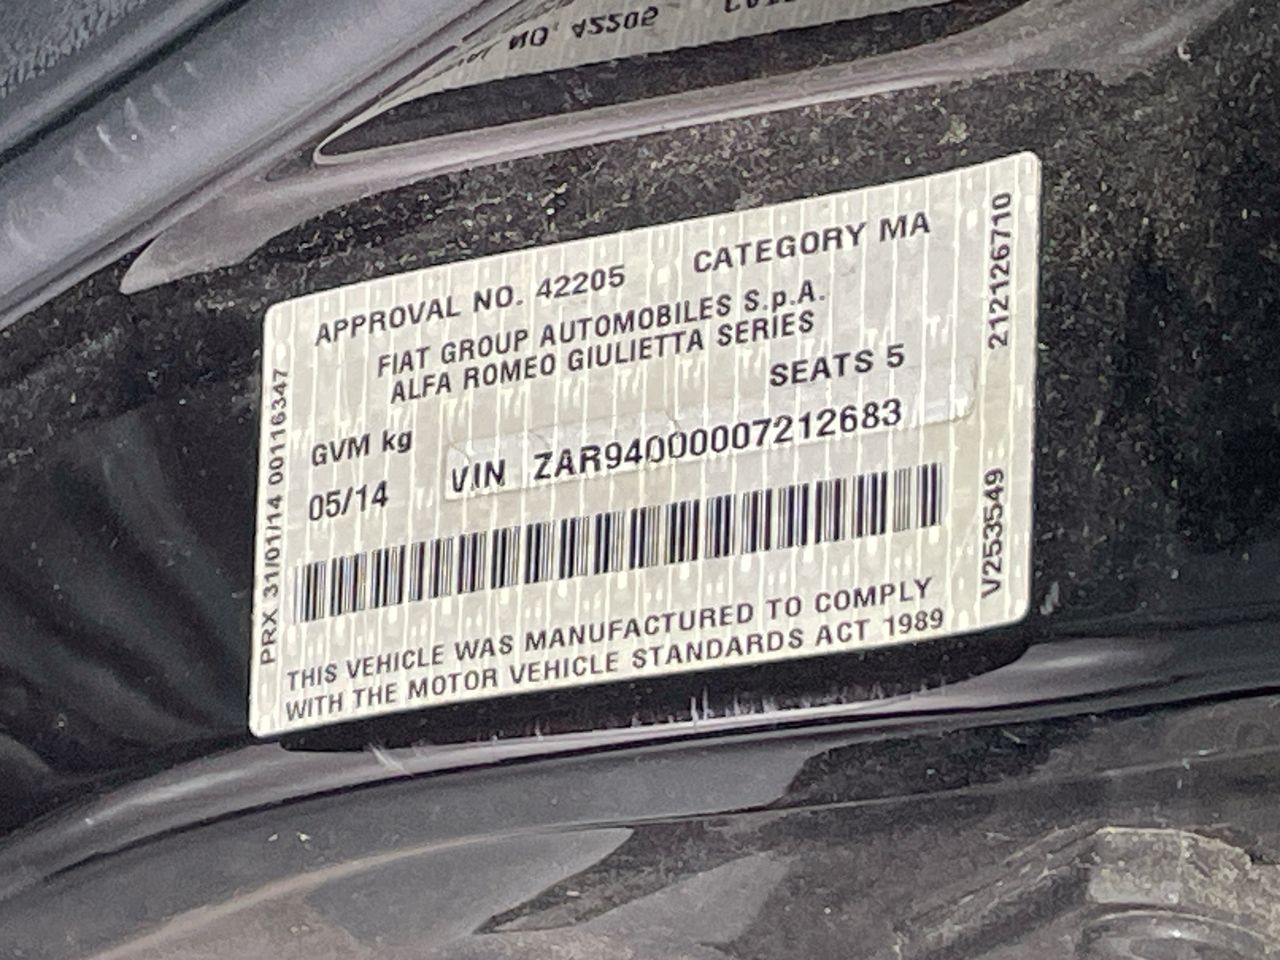 APPROVAL NO. 42205 CATEGORY MA
FIAT GROUP AUTOMOBILES S.p.A.
ALFA ROMEO GIULIETTA SERIES
SEATS 5
GVM kg
VIN ZAR94000007212683
05/14
THIS VEHICLE WAS MANUFACTURED TO COMPLY
WITH THE MOTOR VEHICLE STANDARDS ACT 1989
PRX 31/01/14 00116347
212126710
V253549
NO. 42205